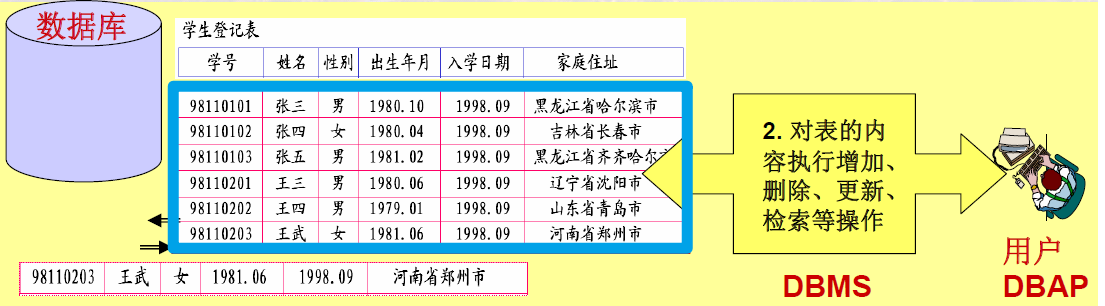 数据库
学生登记表
学号 姓名 性别 出生年月 入学日期 家庭住址
98110101 张三 男 1980.10 1998.09 黑龙江省哈尔滨市
98110102 张四 女 1980.04 1998.09 吉林省长春市
98110103 张五 男 1981.02 1998.09 黑龙江省齐齐哈尔市
98110201 王三 男 1980.06 1998.09 辽宁省沈阳市
98110202 王四 男 1979.01 1998.09 山东省青岛市
98110203 王武 女 1981.06 1998.09 河南省郑州市
98110203 王武 女 1981.06 1998.09 河南省郑州市
2. 对表的内
容执行增加、
删除、更新、
检索等操作
DBMS
用户
DBAP